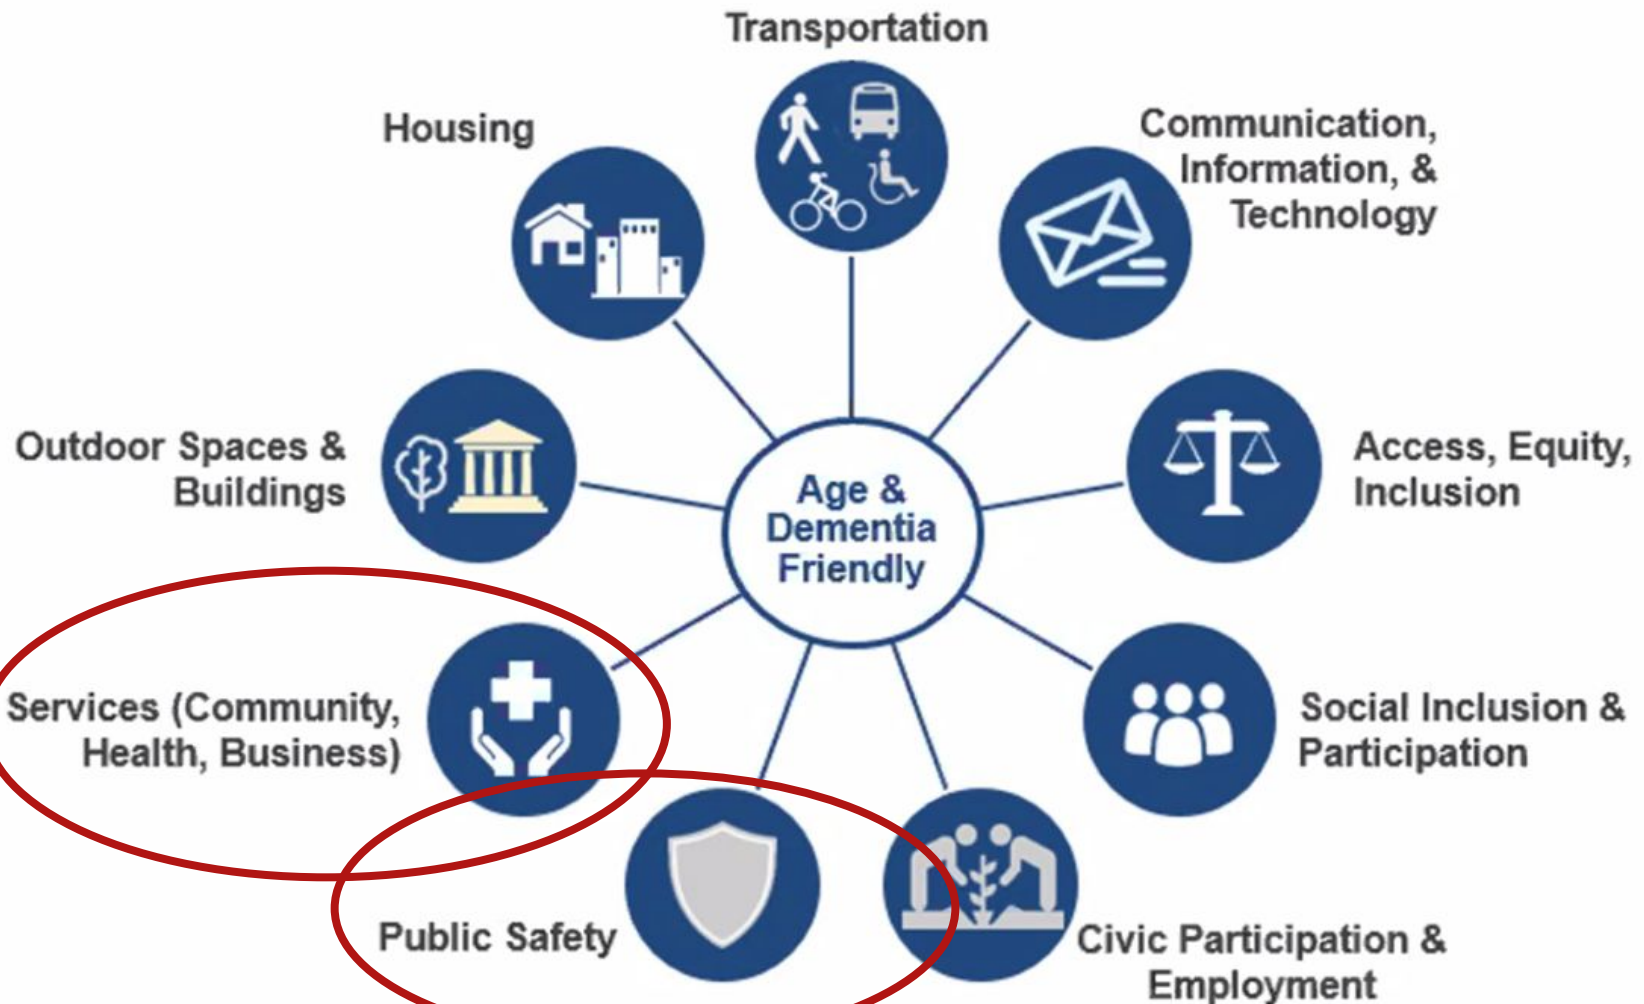 Transportation
Housing
Communication,
Information, &
Technology
Outdoor Spaces &
Buildings
Age &
Dementia
Friendly
Access, Equity,
Inclusion
Services (Community,
Health, Business)
Social Inclusion &
Participation
Public Safety
Civic Participation &
Employment